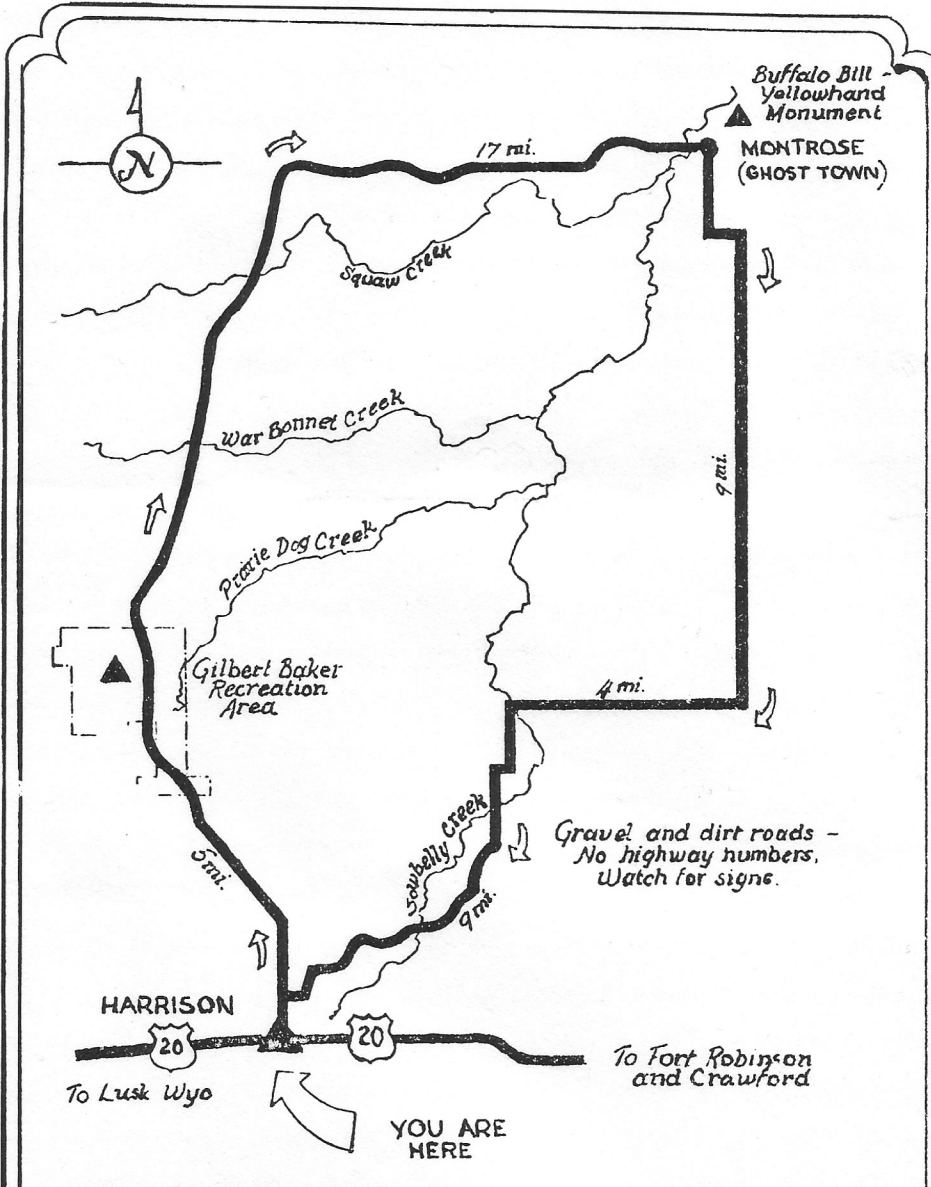 Buffalo Bill -
Yellowhand
Monument
N
17 mi.
MONTROSE
(GHOST TOWN)
Squaw Creek
War Bonnet Creek
9 mi.
Prairie Dog Creek
Gilbert Baker
Recreation
Area
4 mi.
Sowbelly Creek
Gravel and dirt roads -
No highway numbers,
Watch for signs.
5 mi.
9 mi.
HARRISON
20
20
To Lusk Wyo
To Fort Robinson
and Crawford
YOU ARE
HERE